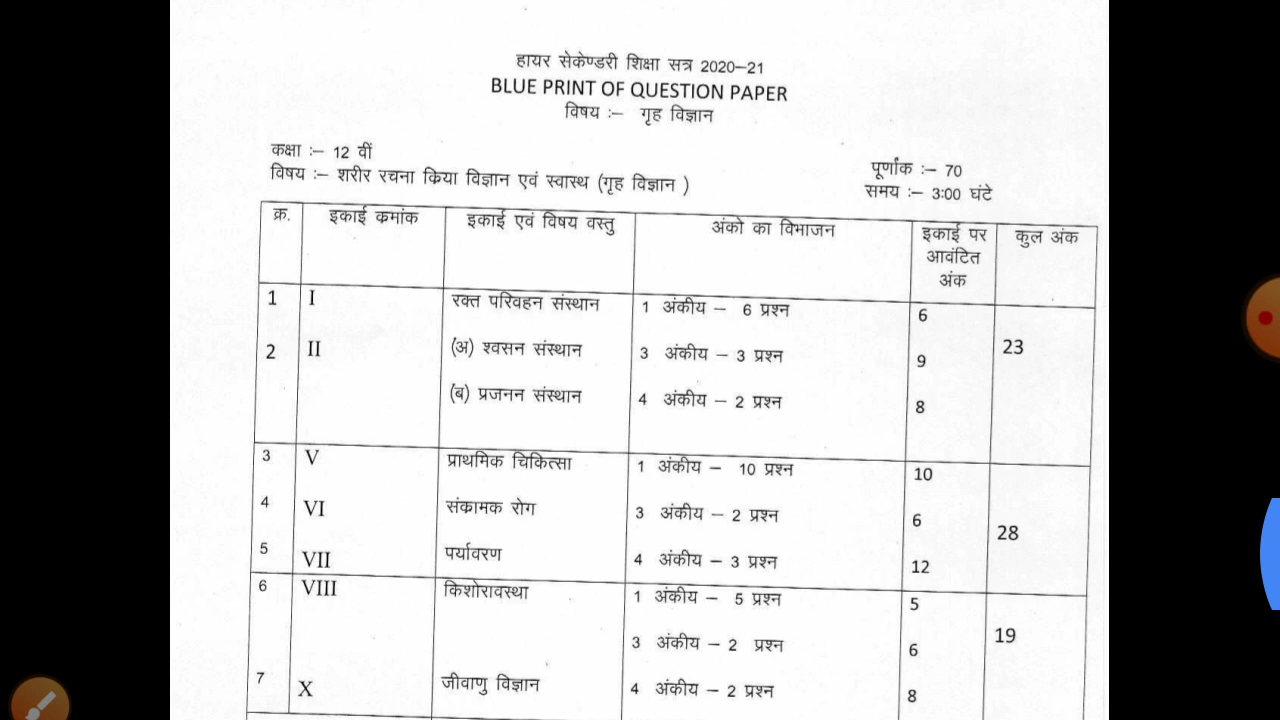 हायर सेकेण्डरी शिक्षा सत्र 2020–21
BLUE PRINT OF QUESTION PAPER
विषय :– गृह विज्ञान
कक्षा :– 12 वीं
पूर्णांक :– 70
विषय :– शरीर रचना क्रिया विज्ञान एवं स्वास्थ (गृह विज्ञान )
समय :– 3:00 घंटे
क्र. इकाई क्रमांक इकाई एवं विषय वस्तु अंको का विभाजन इकाई पर आवंटित अंक कुल अंक
1 I रक्त परिवहन संस्थान 1 अंकीय – 6 प्रश्न 6
2 II (अ) श्वसन संस्थान 3 अंकीय – 3 प्रश्न 9 23
(ब) प्रजनन संस्थान 4 अंकीय – 2 प्रश्न 8
3 V प्राथमिक चिकित्सा 1 अंकीय – 10 प्रश्न 10
4 VI संक्रामक रोग 3 अंकीय – 2 प्रश्न 6 28
5 VII पर्यावरण 4 अंकीय – 3 प्रश्न 12
6 VIII किशोरावस्था 1 अंकीय – 5 प्रश्न 5
3 अंकीय – 2 प्रश्न 6 19
7 X जीवाणु विज्ञान 4 अंकीय – 2 प्रश्न 8